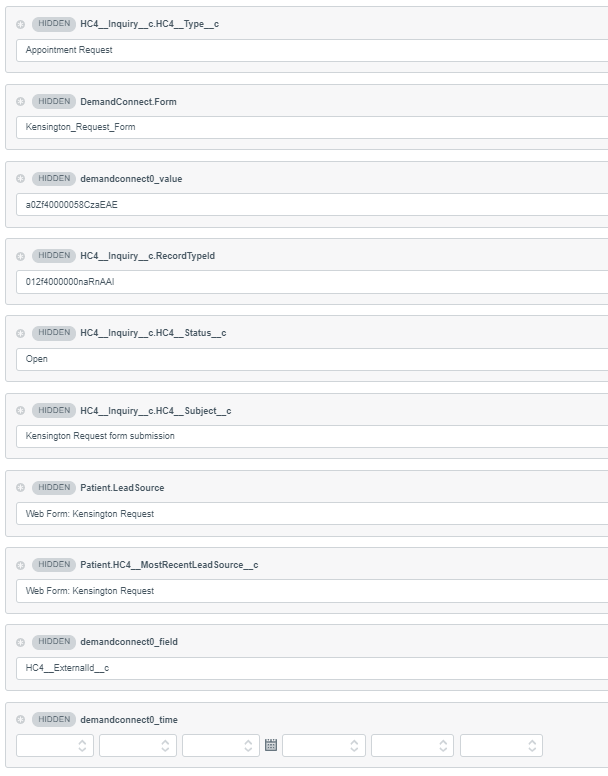 HIDDEN HC4__Inquiry__c.HC4__Type__c
Appointment Request
HIDDEN DemandConnect.Form
Kensington_Request_Form
HIDDEN demandconnect0_value
a0Zf40000058CzaEAE
HIDDEN HC4__Inquiry__c.RecordTypeId
012f4000000naRnAAI
HIDDEN HC4__Inquiry__c.HC4__Status__c
Open
HIDDEN HC4__Inquiry__c.HC4__Subject__c
Kensington Request form submission
HIDDEN Patient.LeadSource
Web Form: Kensington Request
HIDDEN Patient.HC4__MostRecentLeadSource__c
Web Form: Kensington Request
HIDDEN demandconnect0_field
HC4__ExternalId__c
HIDDEN demandconnect0_time